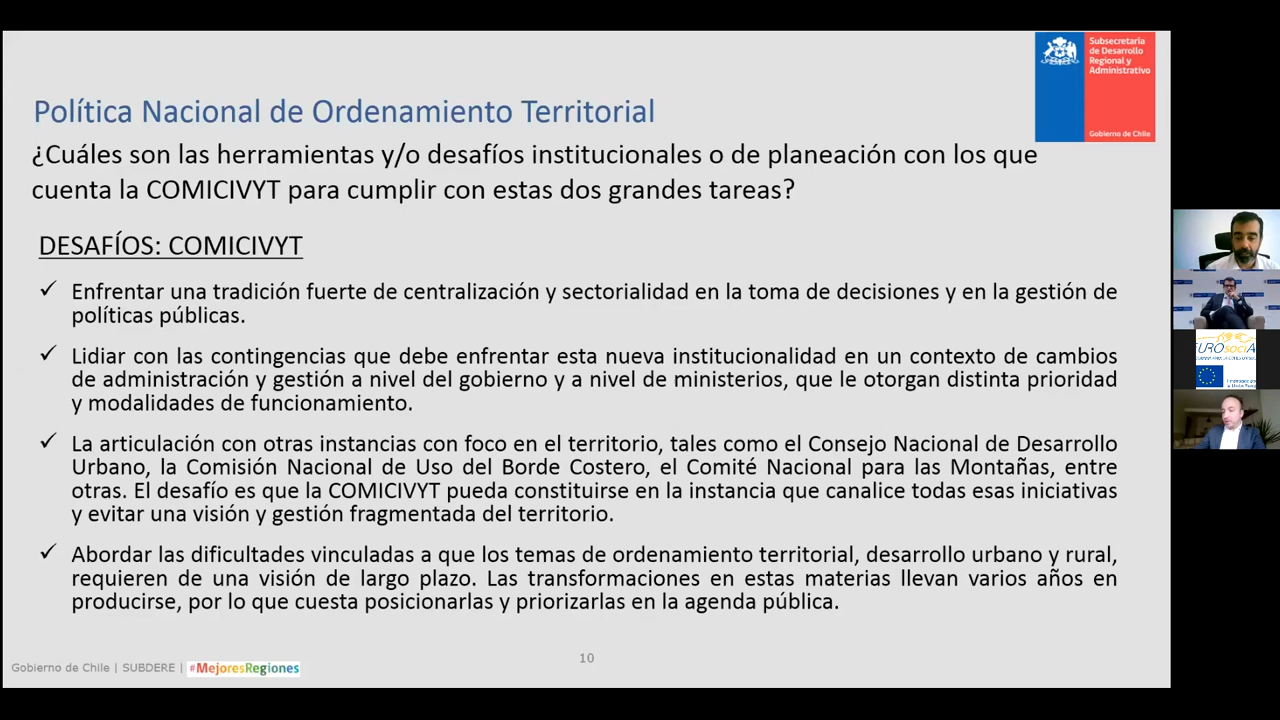 Subsecretaría
de Desarrollo
Regional y
Administrativo
Gobierno de Chile
Política Nacional de Ordenamiento Territorial
¿Cuáles son las herramientas y/o desafíos institucionales o de planeación con los que
cuenta la COMICIVYT para cumplir con estas dos grandes tareas?
DESAFÍOS: COMICIVYT
✓ Enfrentar una tradición fuerte de centralización y sectorialidad en la toma de decisiones y en la gestión de
políticas públicas.
✓ Lidiar con las contingencias que debe enfrentar esta nueva institucionalidad en un contexto de cambios
de administración y gestión a nivel del gobierno y a nivel de ministerios, que le otorgan distinta prioridad
y modalidades de funcionamiento.
✓ La articulación con otras instancias con foco en el territorio, tales como el Consejo Nacional de Desarrollo
Urbano, la Comisión Nacional de Uso del Borde Costero, el Comité Nacional para las Montañas, entre
otras. El desafío es que la COMICIVYT pueda constituirse en la instancia que canalice todas esas iniciativas
y evitar una visión y gestión fragmentada del territorio.
✓ Abordar las dificultades vinculadas a que los temas de ordenamiento territorial, desarrollo urbano y rural,
requieren de una visión de largo plazo. Las transformaciones en estas materias llevan varios años en
producirse, por lo que cuesta posicionarlas y priorizarlas en la agenda pública.
Gobierno de Chile | SUBDERE | #MejoresRegiones
10